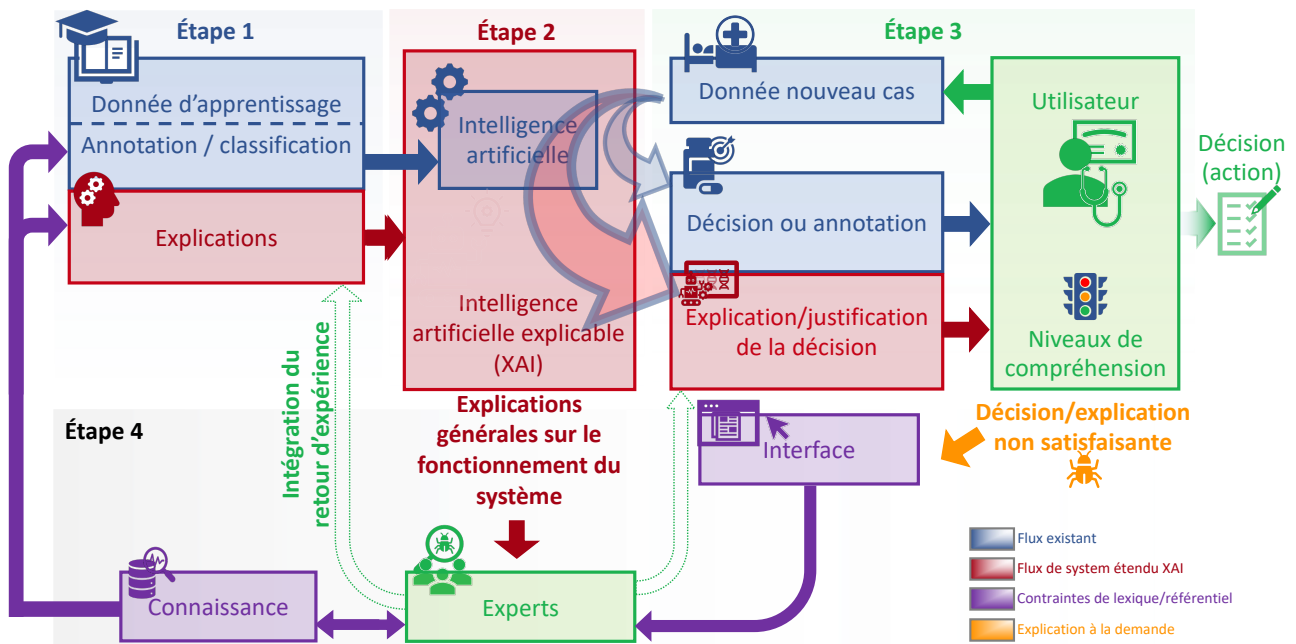 Étape 1
Étape 2
Étape 3
Donnée d’apprentissage
Annotation / classification
Explications
Intelligence
artificielle
Intelligence
artificielle explicable
(XAI)
Donnée nouveau cas
Décision ou annotation
Explication/justification
de la décision
Utilisateur
Niveaux de
compréhension
Décision
(action)
Étape 4
Intégration du
retour d’expérience
Explications
générales sur le
fonctionnement du
système
Interface
Décision/explication
non satisfaisante
Connaissance
Experts
Flux existant
Flux de system étendu XAI
Contraintes de lexique/référentiel
Explication à la demande